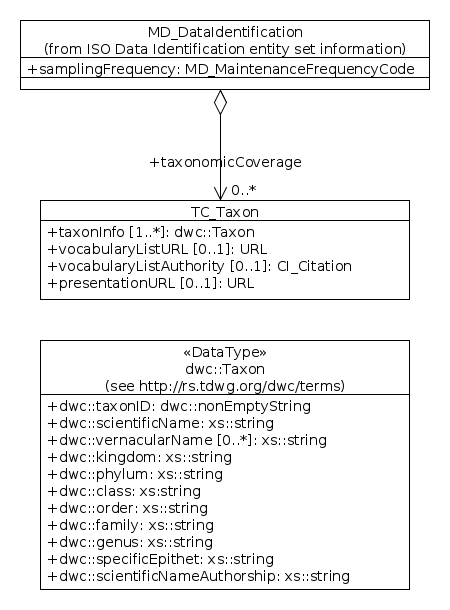 MD_DataIdentification
(from ISO Data Identification entity set information)
+samplingFrequency: MD_MaintenanceFrequencyCode
+taxonomicCoverage
0..*
TC_Taxon
+taxonInfo [1..*]: dwc::Taxon
+vocabularyListURL [0..1]: URL
+vocabularyListAuthority [0..1]: CI_Citation
+presentationURL [0..1]: URL
«DataType»
dwc::Taxon
(see http://rs.tdwg.org/dwc/terms)
+dwc::taxonID: dwc::nonEmptyString
+dwc::scientificName: xs::string
+dwc::vernacularName [0..*]: xs::string
+dwc::kingdom: xs::string
+dwc::phylum: xs::string
+dwc::class: xs:string
+dwc::order: xs::string
+dwc::family: xs::string
+dwc::genus: xs::string
+dwc::specificEpithet: xs::string
+dwc::scientificNameAuthorship: xs::string